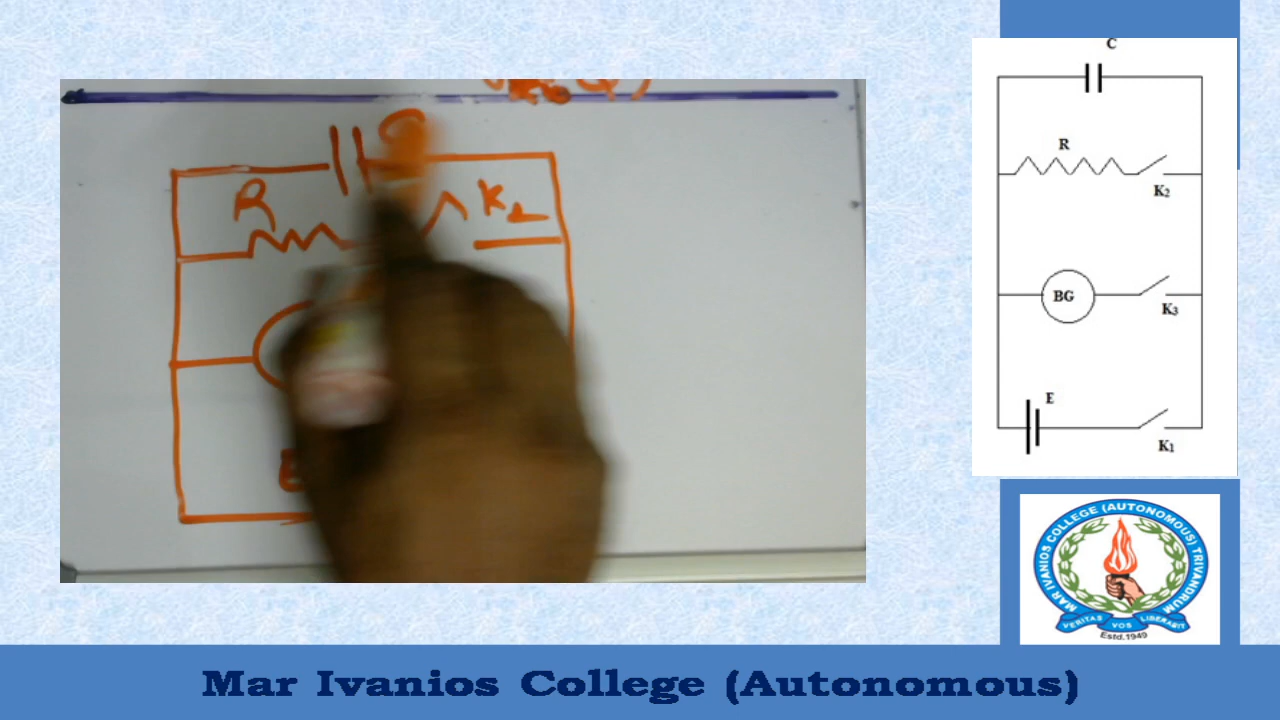 C
R
K₂
BG
K₃
E
K₁
R
K₂
MAR IVANIOS COLLEGE (AUTONOMOUS) TRIVANDRUM
VERITAS VOS LIBERABIT
Estd.1949
Mar Ivanios College (Autonomous)